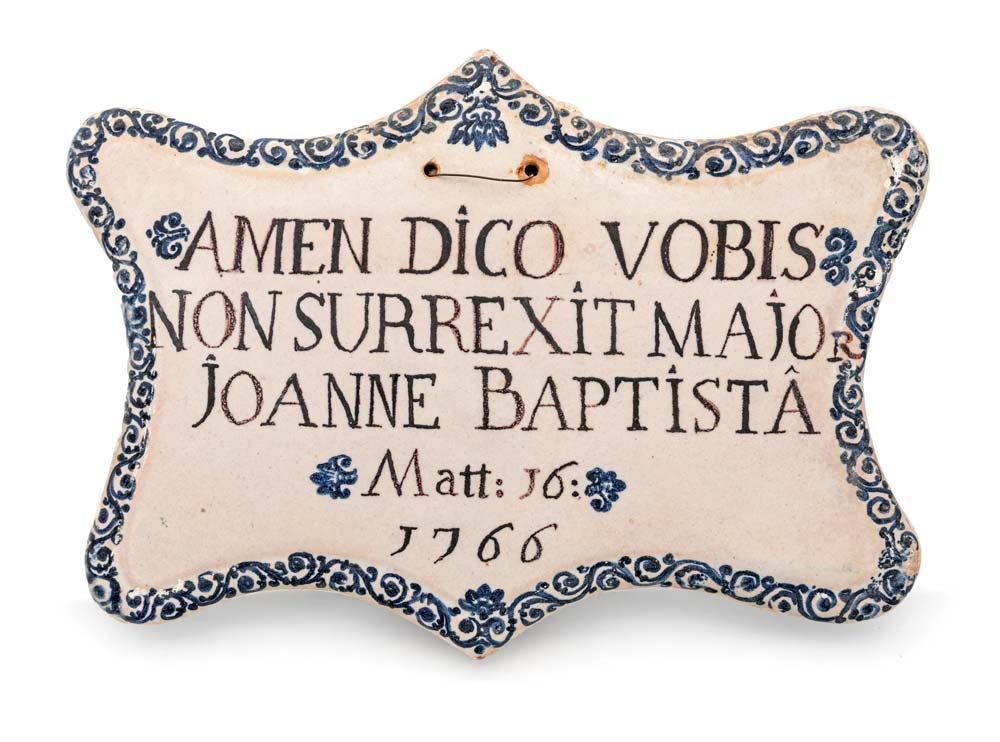 AMEN DiCO VOBIS
NON SURREXiT MAJOR
JOANNE BAPTiSTÂ
Matt: 16:
1766